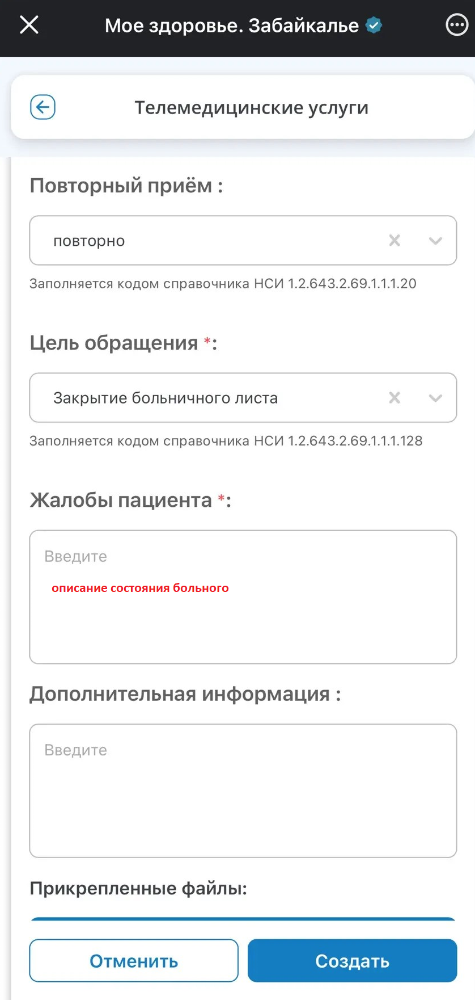 Мое здоровье. Забайкалье
Телемедицинские услуги
Повторный приём :
повторно
Заполняется кодом справочника НСИ 1.2.643.2.69.1.1.1.20
Цель обращения *:
Закрытие больничного листа
Заполняется кодом справочника НСИ 1.2.643.2.69.1.1.1.128
Жалобы пациента *:
Введите
описание состояния больного
Дополнительная информация :
Введите
Прикрепленные файлы:
Отменить
Создать